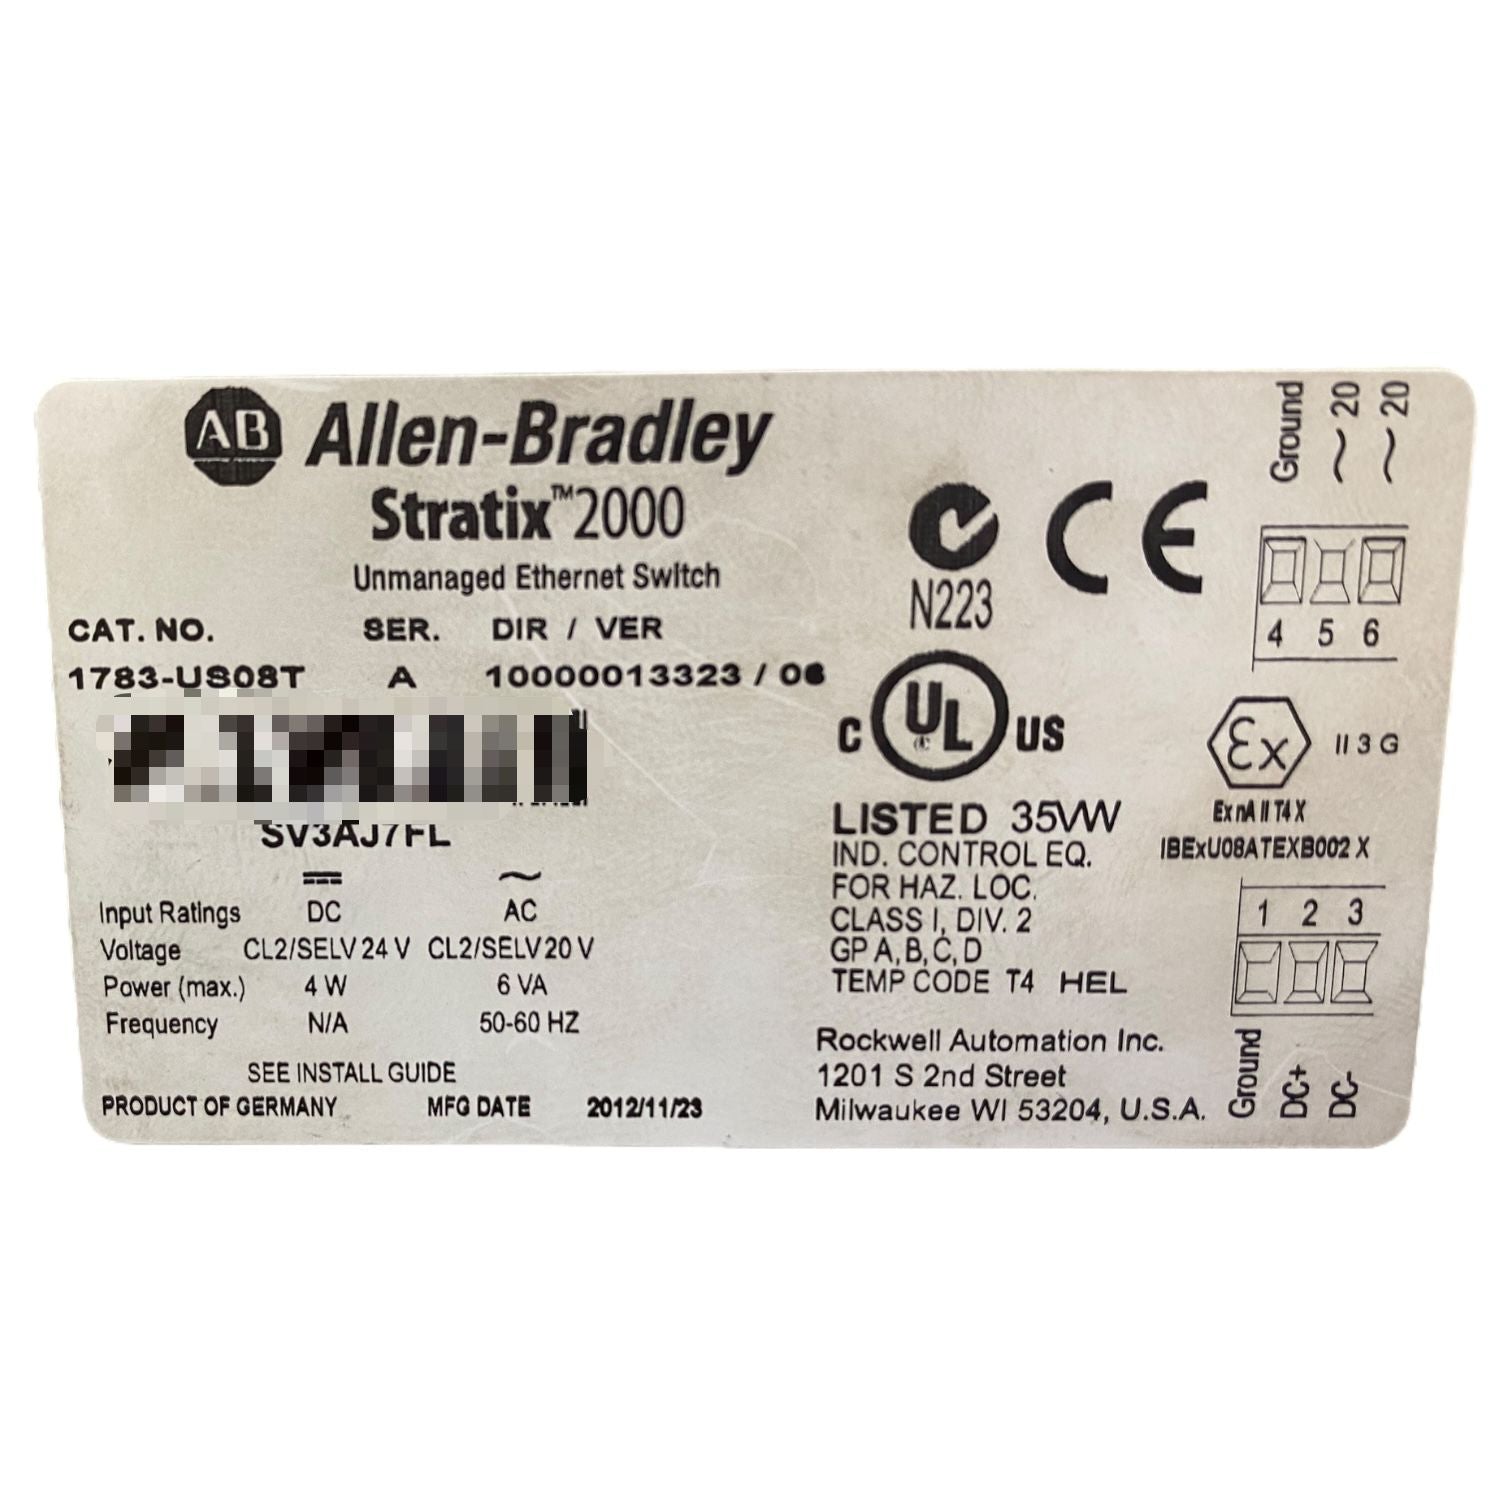 AB Allen-Bradley
Stratix™2000
Unmanaged Ethernet Switch
CAT. NO. SER. DIR / VER
1783-US08T A 10000013323 / 06
SV3AJ7FL
Input Ratings DC AC
Voltage CL2/SELV 24 V CL2/SELV 20 V
Power (max.) 4 W 6 VA
Frequency N/A 50-60 HZ
SEE INSTALL GUIDE
PRODUCT OF GERMANY MFG DATE 2012/11/23
N223
CE
C UL US
LISTED 35VW
IND. CONTROL EQ.
FOR HAZ. LOC.
CLASS I, DIV. 2
GP A, B, C, D
TEMP CODE T4 HEL
Rockwell Automation Inc.
1201 S 2nd Street
Milwaukee WI 53204, U.S.A.
Ground
~ 20
~ 20
4 5 6
Ex II 3 G
Ex nA II T4 X
IBExU08ATEXB002 X
1 2 3
Ground
DC+
DC-